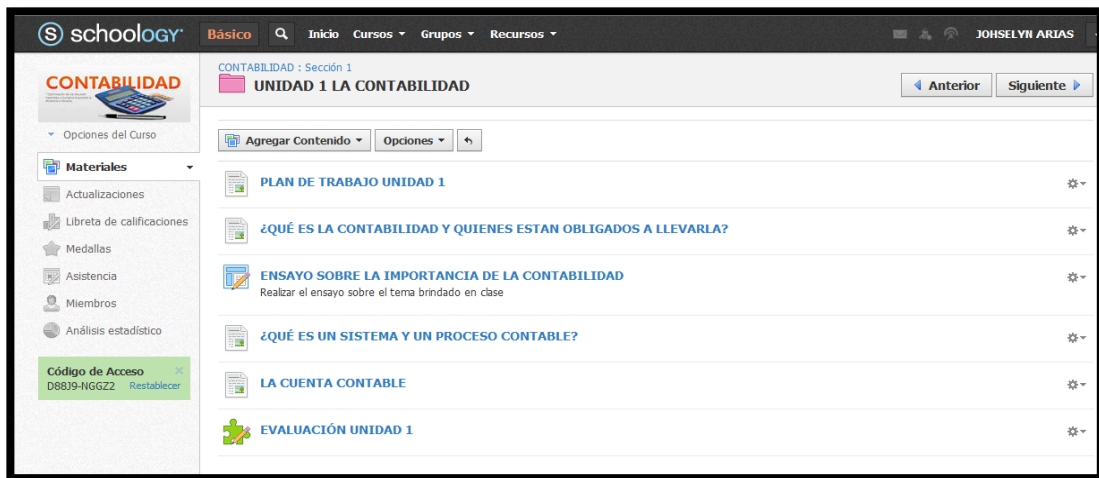 schoology
Básico Inicio Cursos Grupos Recursos JOHSELYN ARIAS
CONTABILIDAD
Opciones del Curso
Materiales
Actualizaciones
Libreta de calificaciones
Medallas
Asistencia
Miembros
Análisis estadístico
Código de Acceso
D88J9-NGGZ2 Restablecer
CONTABILIDAD : Sección 1
UNIDAD 1 LA CONTABILIDAD
Anterior Siguiente
Agregar Contenido Opciones
PLAN DE TRABAJO UNIDAD 1
¿QUÉ ES LA CONTABILIDAD Y QUIENES ESTAN OBLIGADOS A LLEVARLA?
ENSAYO SOBRE LA IMPORTANCIA DE LA CONTABILIDAD
Realizar el ensayo sobre el tema brindado en clase
¿QUÉ ES UN SISTEMA Y UN PROCESO CONTABLE?
LA CUENTA CONTABLE
EVALUACIÓN UNIDAD 1